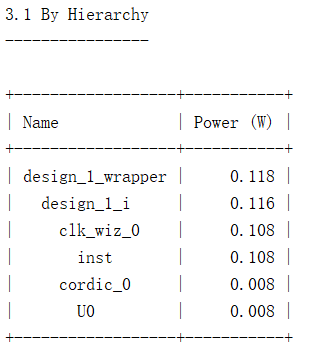 3.1 By Hierarchy
----------------
+------------------+-----------+
| Name             | Power (W) |
+------------------+-----------+
| design_1_wrapper |     0.118 |
|   design_1_i     |     0.116 |
|     clk_wiz_0    |     0.108 |
|       inst       |     0.108 |
|     cordic_0     |     0.008 |
|       U0         |     0.008 |
+------------------+-----------+